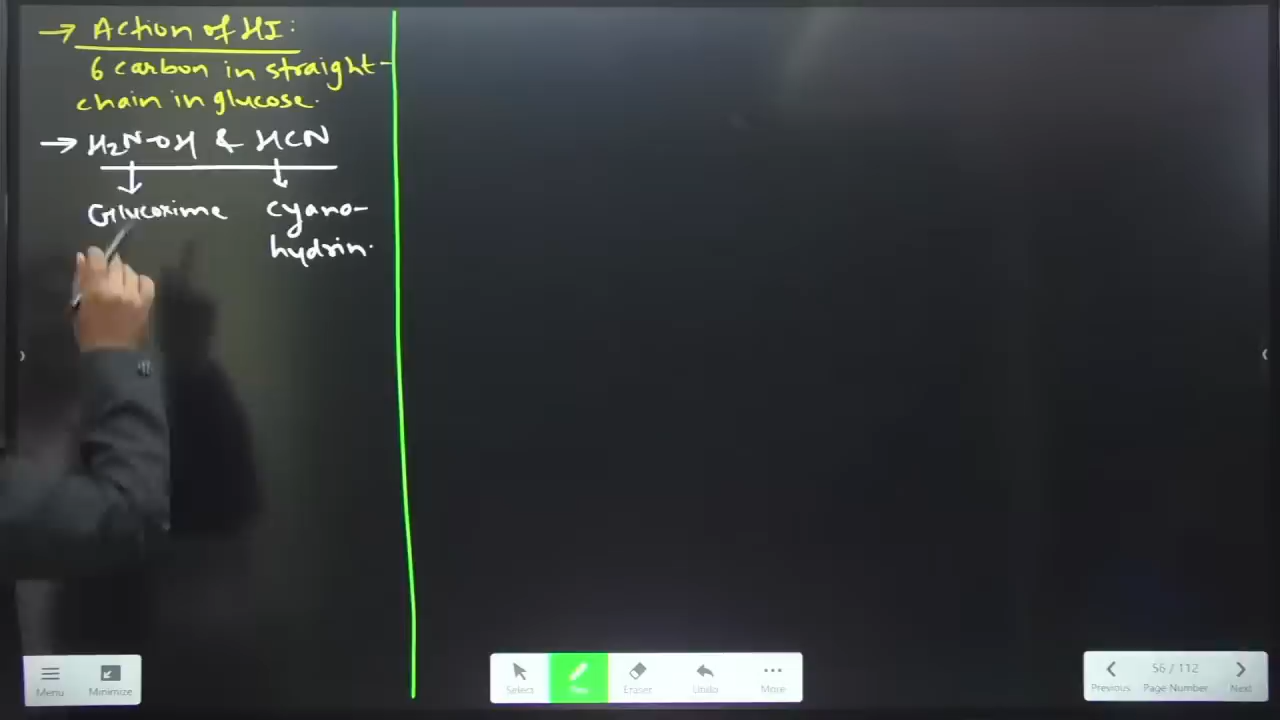 → Action of HI:
6 carbon in straight-
chain in glucose.
→ H₂N-OH & HCN
Glucoxime
cyano-
hydrin.
Menu
Minimize
Select
Pen
Eraser
Undo
More
Previous
56 / 112
Page Number
Next